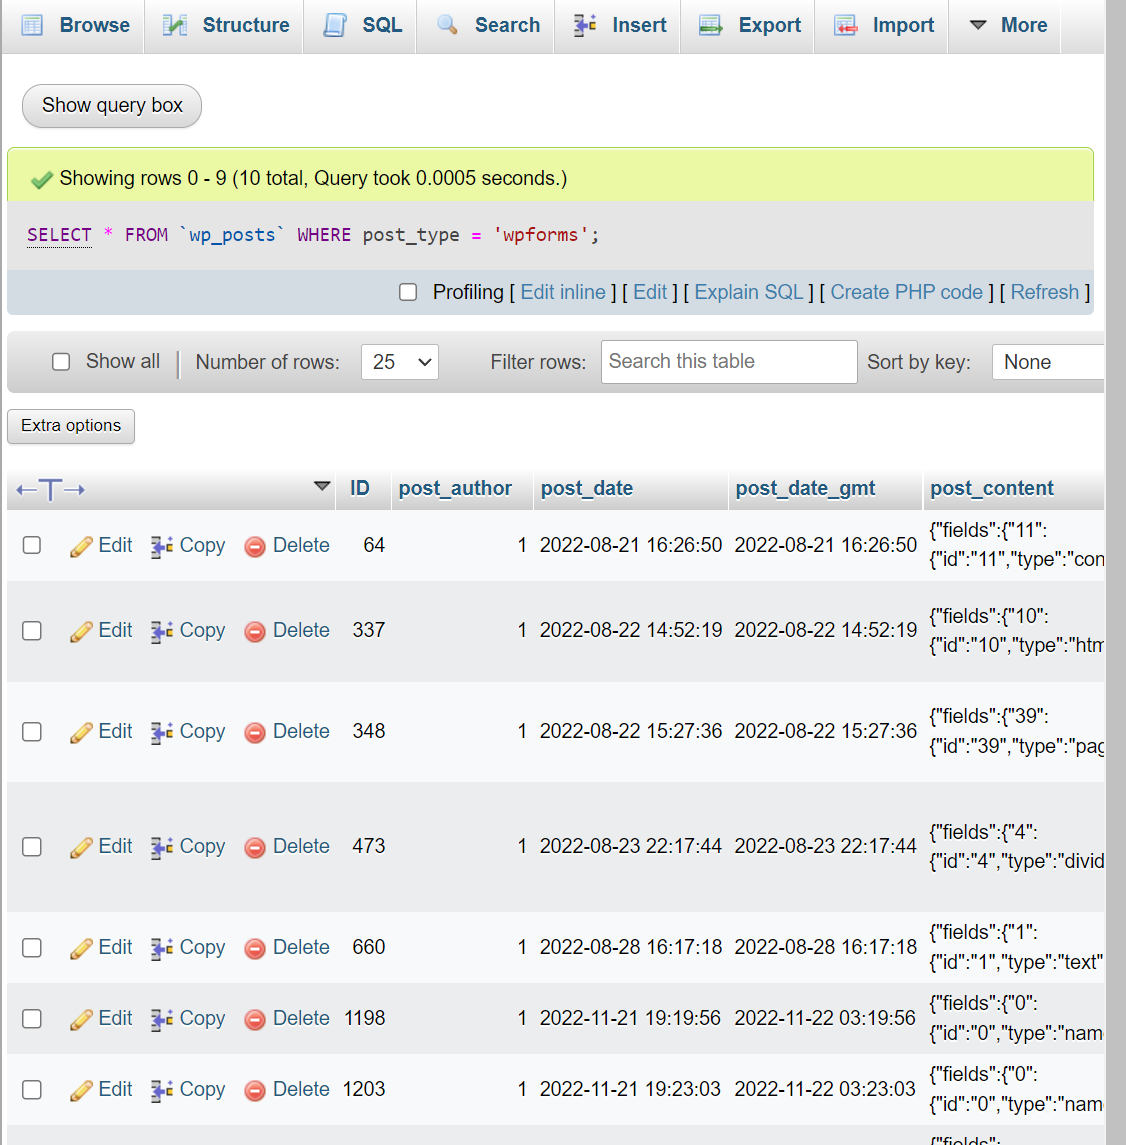 Browse Structure SQL Search Insert Export Import More
Show query box
Showing rows 0 - 9 (10 total, Query took 0.0005 seconds.)
SELECT * FROM `wp_posts` WHERE post_type = 'wpforms';
Profiling [ Edit inline ] [ Edit ] [ Explain SQL ] [ Create PHP code ] [ Refresh ]
Show all Number of rows: 25 Filter rows: Search this table Sort by key: None
Extra options
ID post_author post_date post_date_gmt post_content
{"fields":{"11":
Edit Copy Delete 64 1 2022-08-21 16:26:50 2022-08-21 16:26:50
{"id":"11","type":"con
{"fields":{"10":
Edit Copy Delete 337 1 2022-08-22 14:52:19 2022-08-22 14:52:19
{"id":"10","type":"htm
{"fields":{"39":
Edit Copy Delete 348 1 2022-08-22 15:27:36 2022-08-22 15:27:36
{"id":"39","type":"pag
{"fields":{"4":
Edit Copy Delete 473 1 2022-08-23 22:17:44 2022-08-23 22:17:44
{"id":"4","type":"divid
{"fields":{"1":
Edit Copy Delete 660 1 2022-08-28 16:17:18 2022-08-28 16:17:18
{"id":"1","type":"text"
{"fields":{"0":
Edit Copy Delete 1198 1 2022-11-21 19:19:56 2022-11-22 03:19:56
{"id":"0","type":"nam
{"fields":{"0":
Edit Copy Delete 1203 1 2022-11-21 19:23:03 2022-11-22 03:23:03
{"id":"0","type":"nam